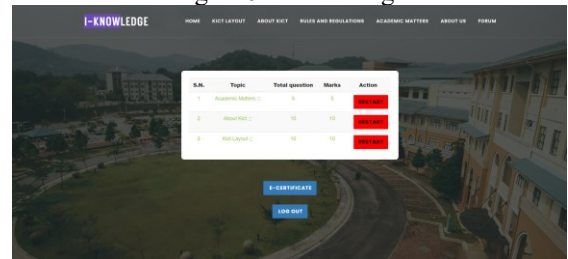 I-KNOWLEDGE HOME KICT LAYOUT ABOUT KICT RULES AND REGULATIONS ACADEMIC MATTERS ABOUT US FORUM
S.N. Topic Total question Marks Action
1 Academic Matters 5 5 RESTART
2 About Kict 10 10 RESTART
3 Kict Layout 10 10 RESTART
E-CERTIFICATE
LOG OUT